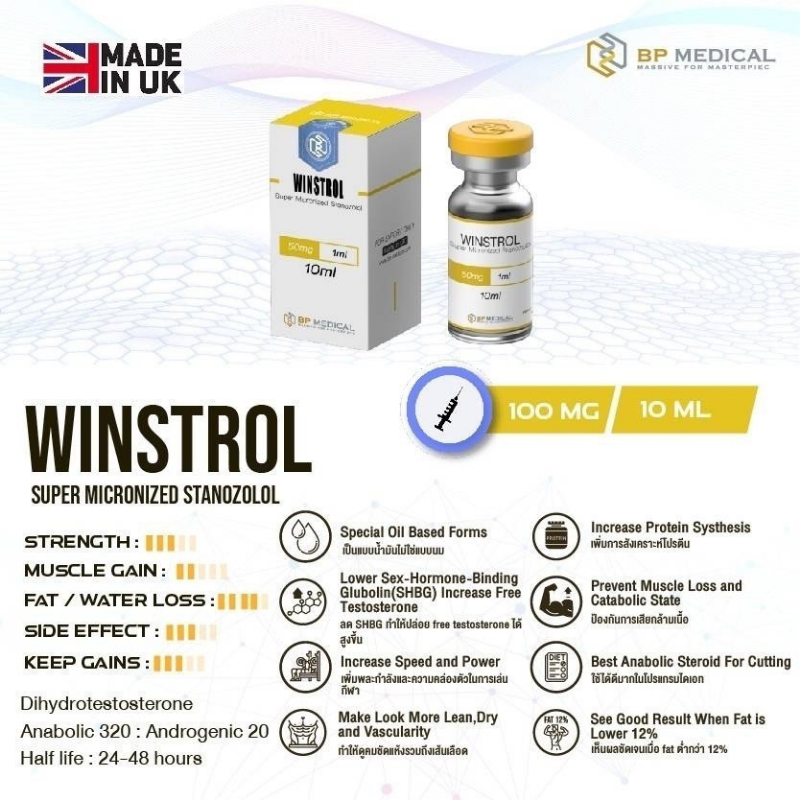 MADE
IN UK
BP MEDICAL
MASSIVE FOR MASTERPIEC
WINSTROL
Super Micronized Stanozolol
50mg 1ml
10ml
FOR EXPORT ONLY
BP MEDICAL
WINSTROL
50mg 1ml
10ml
BP MEDICAL
100 MG / 10 ML
WINSTROL
SUPER MICRONIZED STANOZOLOL
STRENGTH :
MUSCLE GAIN :
FAT / WATER LOSS :
SIDE EFFECT :
KEEP GAINS :
Dihydrotestosterone
Anabolic 320 : Androgenic 20
Half life : 24-48 hours
Special Oil Based Forms
เป็นแบบน้ำมันไม่ใช่แบบนม
Lower Sex-Hormone-Binding
Glubolin(SHBG) Increase Free
Testosterone
ลด SHBG ทำให้ปล่อย free testosterone ได้
สูงขึ้น
Increase Speed and Power
เพิ่มพละกำลังและความคล่องตัวในการเล่น
กีฬา
Make Look More Lean,Dry
and Vascularity
ทำให้ดูคมชัดแห้งรวมถึงเส้นเลือด
PROTEIN
Increase Protein Systhesis
เพิ่มการสังเคราะห์โปรตีน
Prevent Muscle Loss and
Catabolic State
ป้องกันการเสียกล้ามเนื้อ
DIET
Best Anabolic Steroid For Cutting
ใช้ได้ดีมากในโปรแกรมไดเอท
FAT 12%
See Good Result When Fat is
Lower 12%
เห็นผลชัดเจนเมื่อ fat ต่ำกว่า 12%